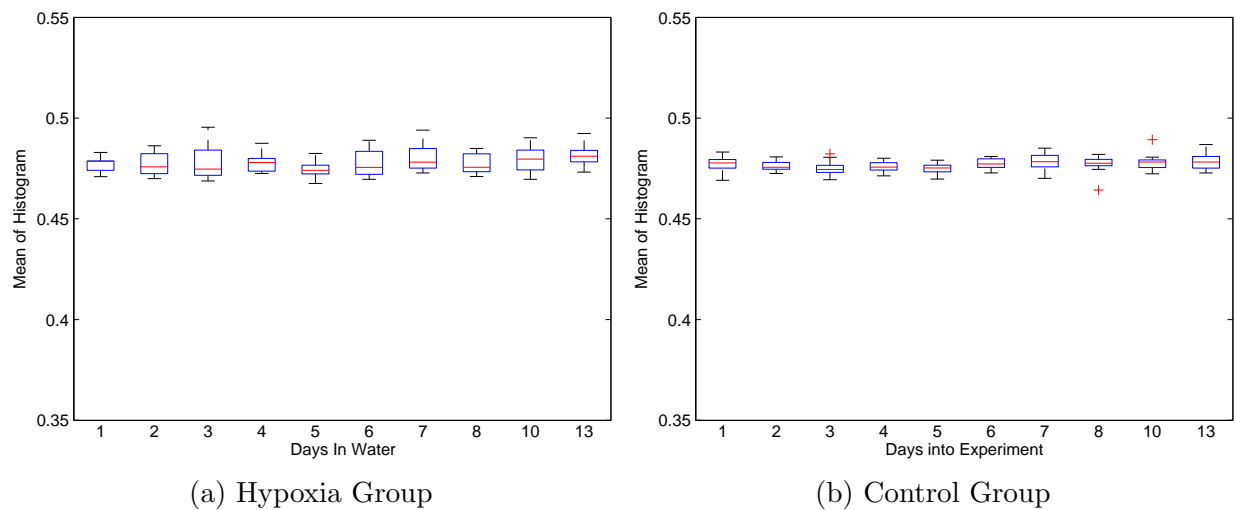 0.55
0.5
0.45
0.4
0.35
Mean of Histogram
1 2 3 4 5 6 7 8 10 13
Days In Water
(a) Hypoxia Group
0.55
0.5
0.45
0.4
0.35
Mean of Histogram
1 2 3 4 5 6 7 8 10 13
Days into Experiment
(b) Control Group